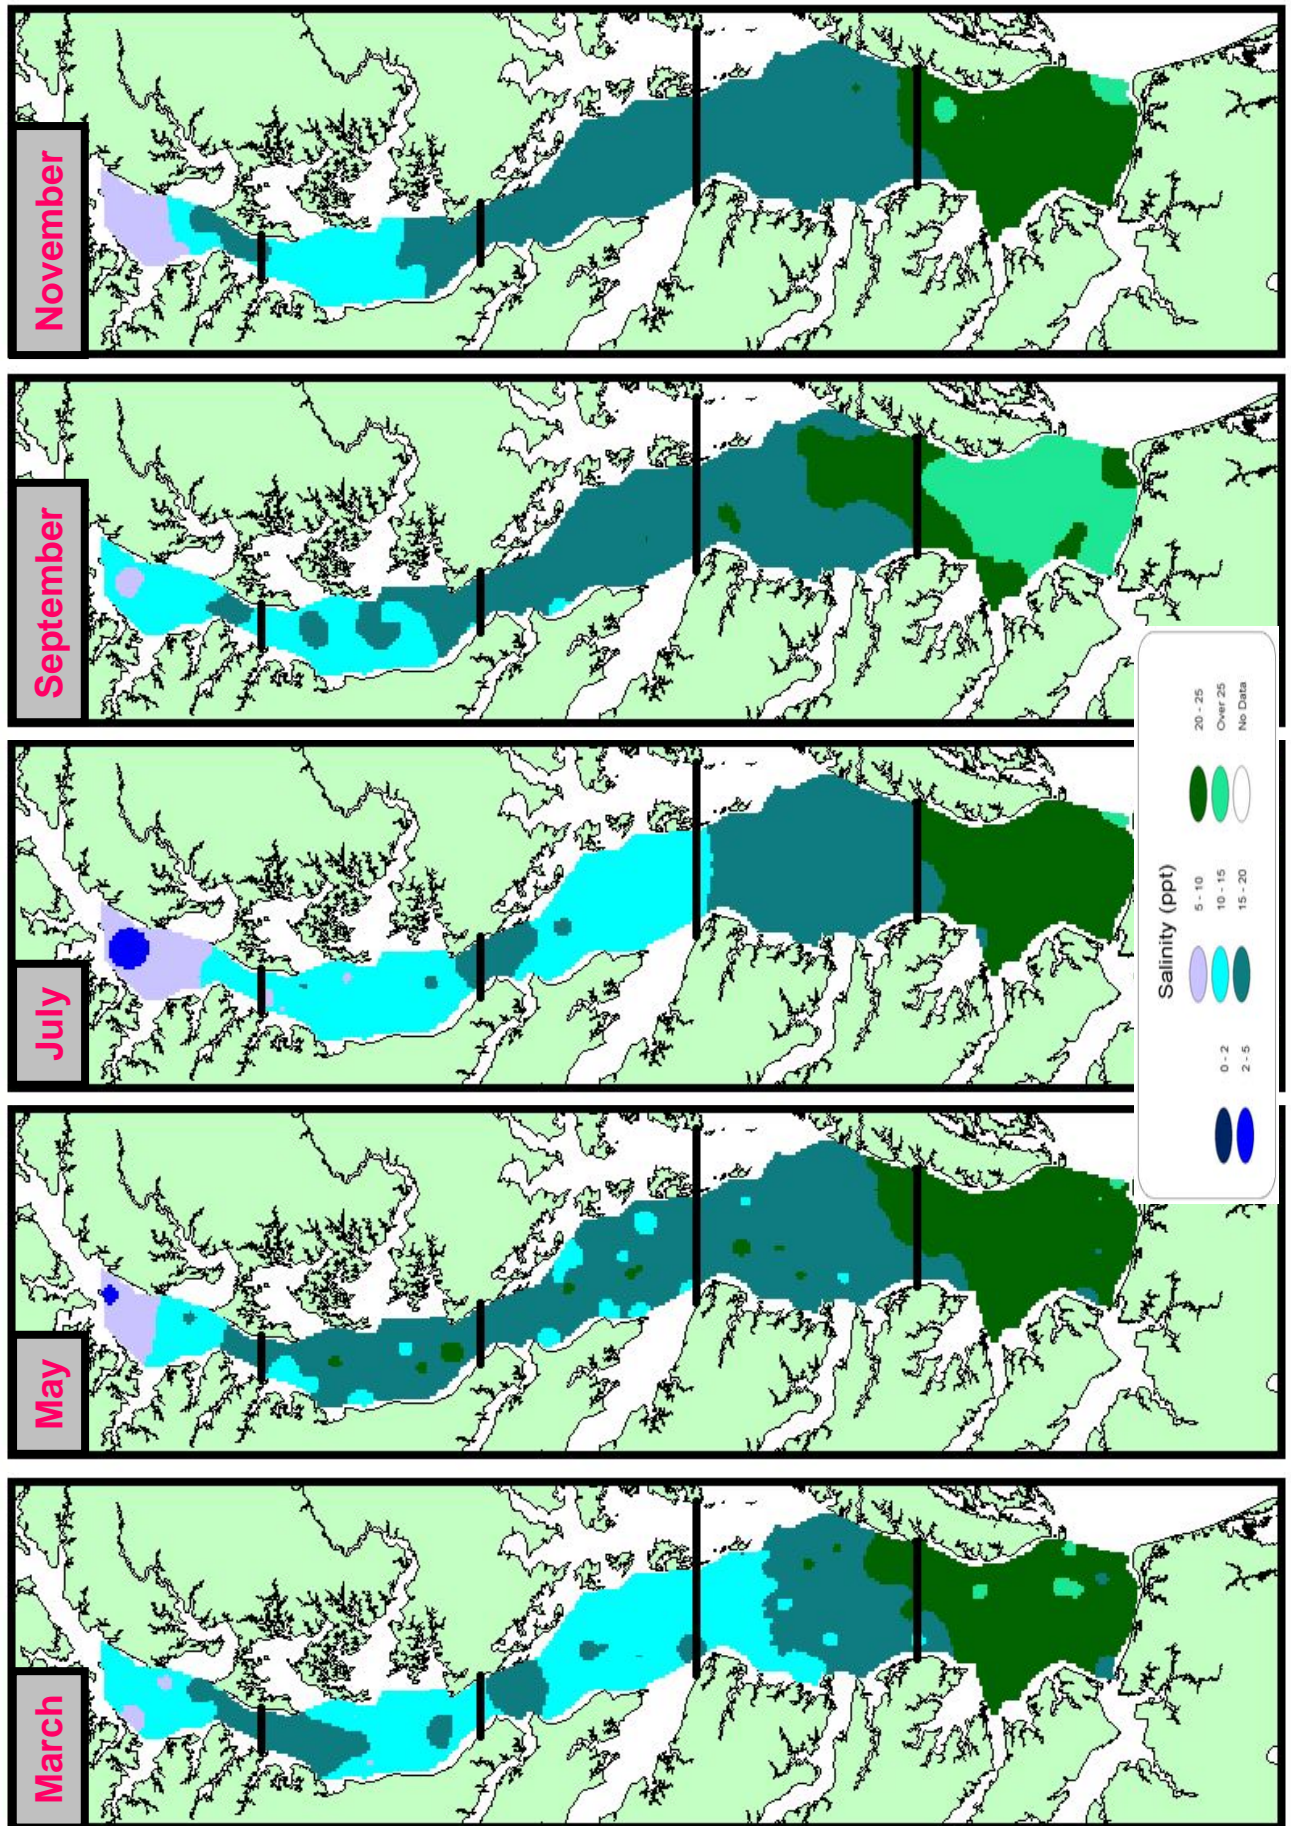 March
May
July
September
November
Salinity (ppt)
0 - 2
2 - 5
5 - 10
10 - 15
15 - 20
20 - 25
Over 25
No Data